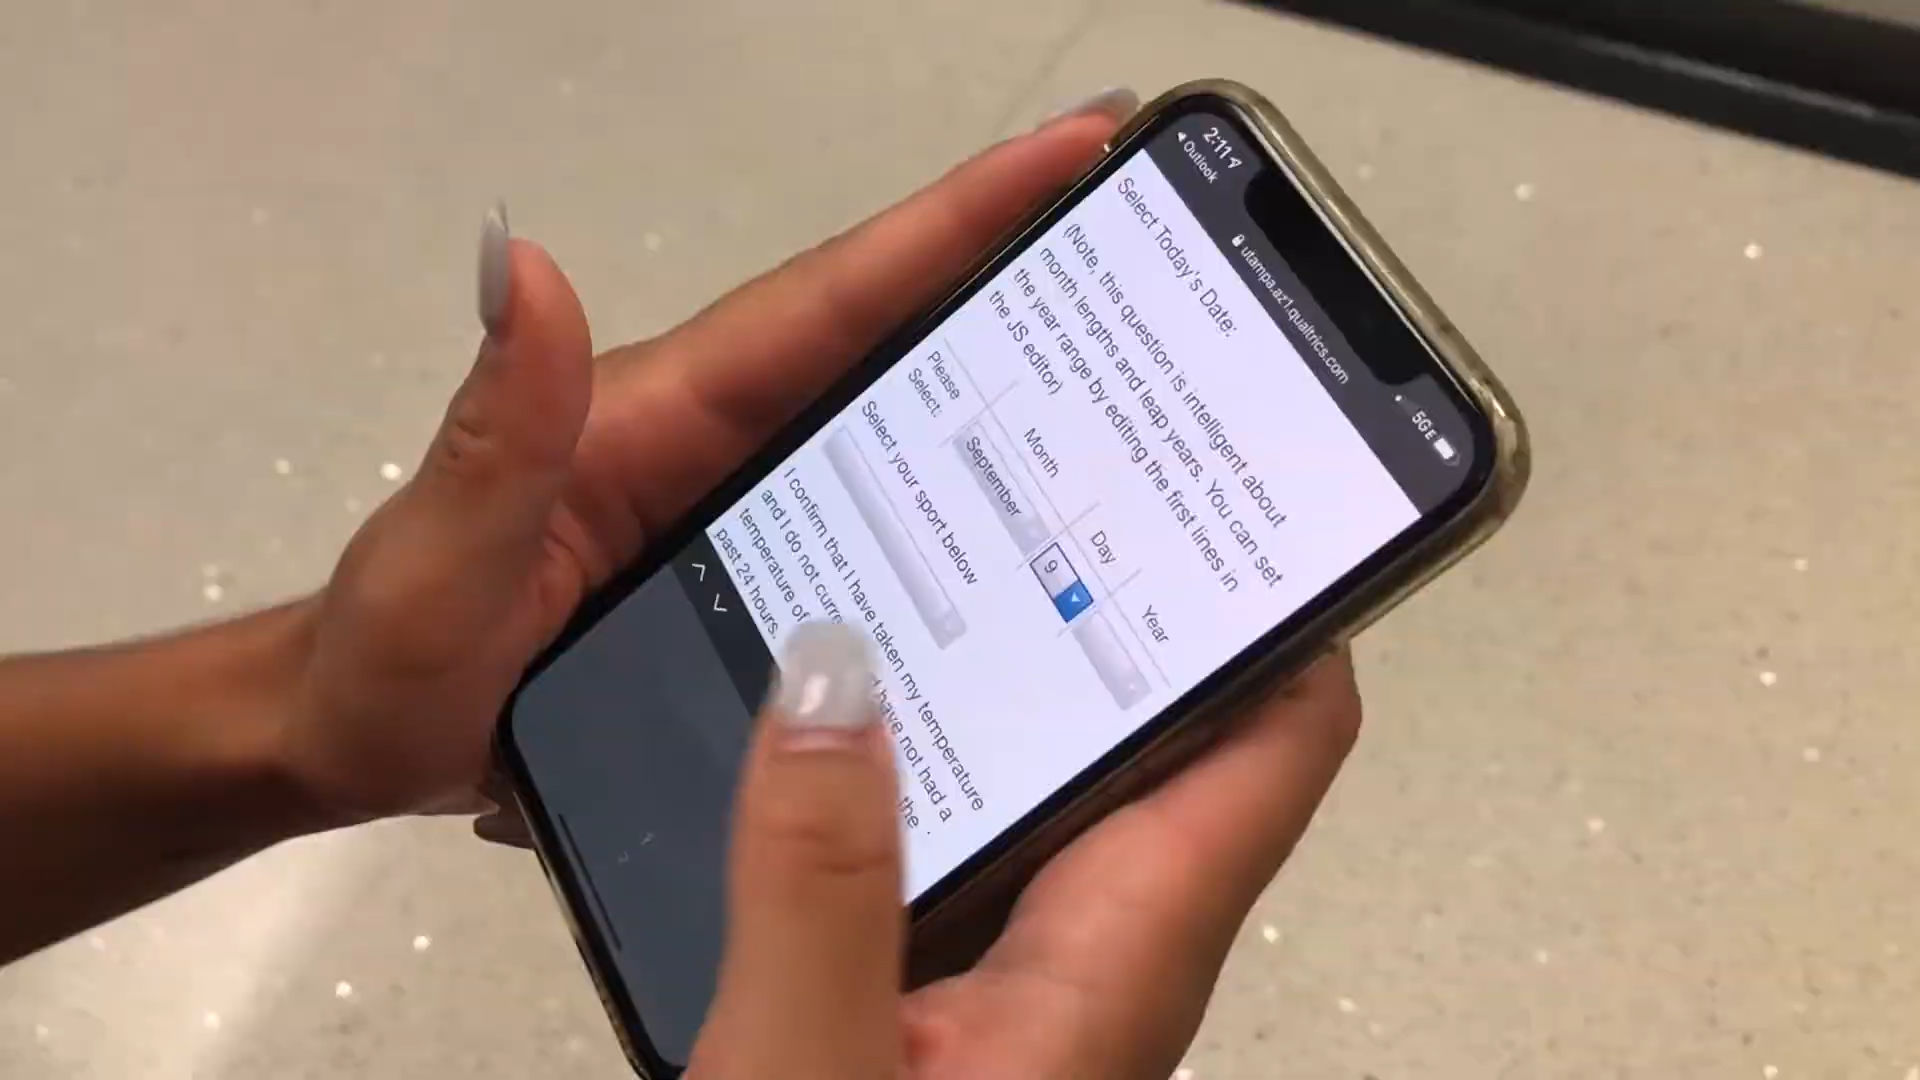 2:11
Outlook
5GE
utampa.az1.qualtrics.com
Select Today's Date:
(Note, this question is intelligent about
month lengths and leap years. You can set
the year range by editing the first lines in
the JS editor)
Month Day Year
Please
Select:
September 9
Select your sport below
I confirm that I have taken my temperature
and I do not have not had a
temperature of the
past 24 hours.